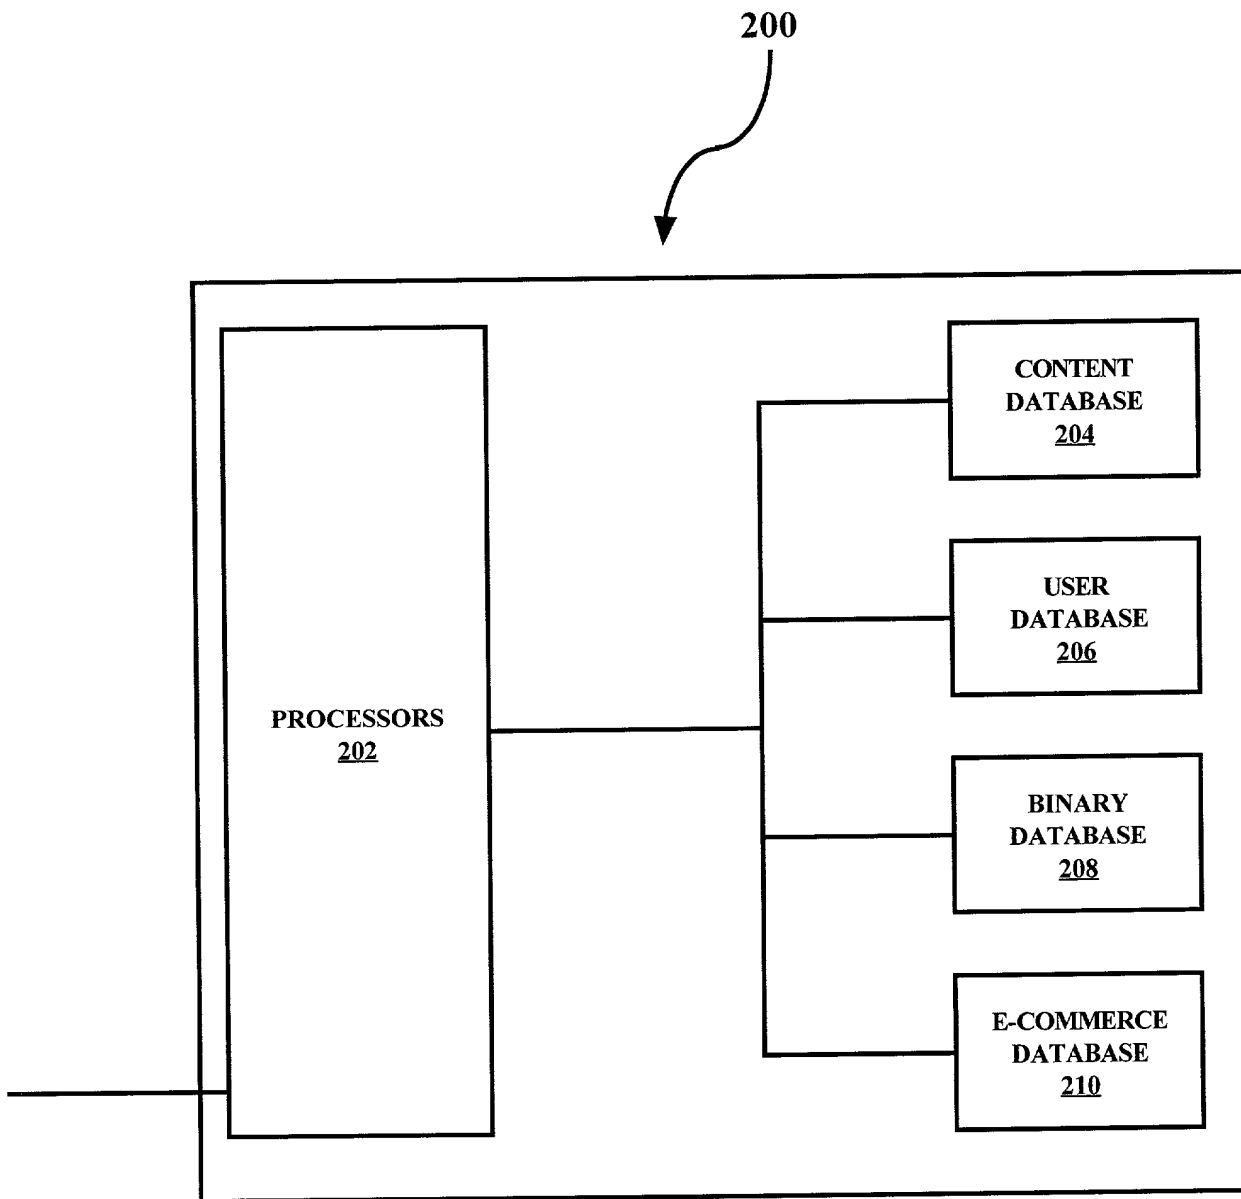 200
CONTENT
DATABASE
204
USER
DATABASE
206
PROCESSORS
202
BINARY
DATABASE
208
E-COMMERCE
DATABASE
210